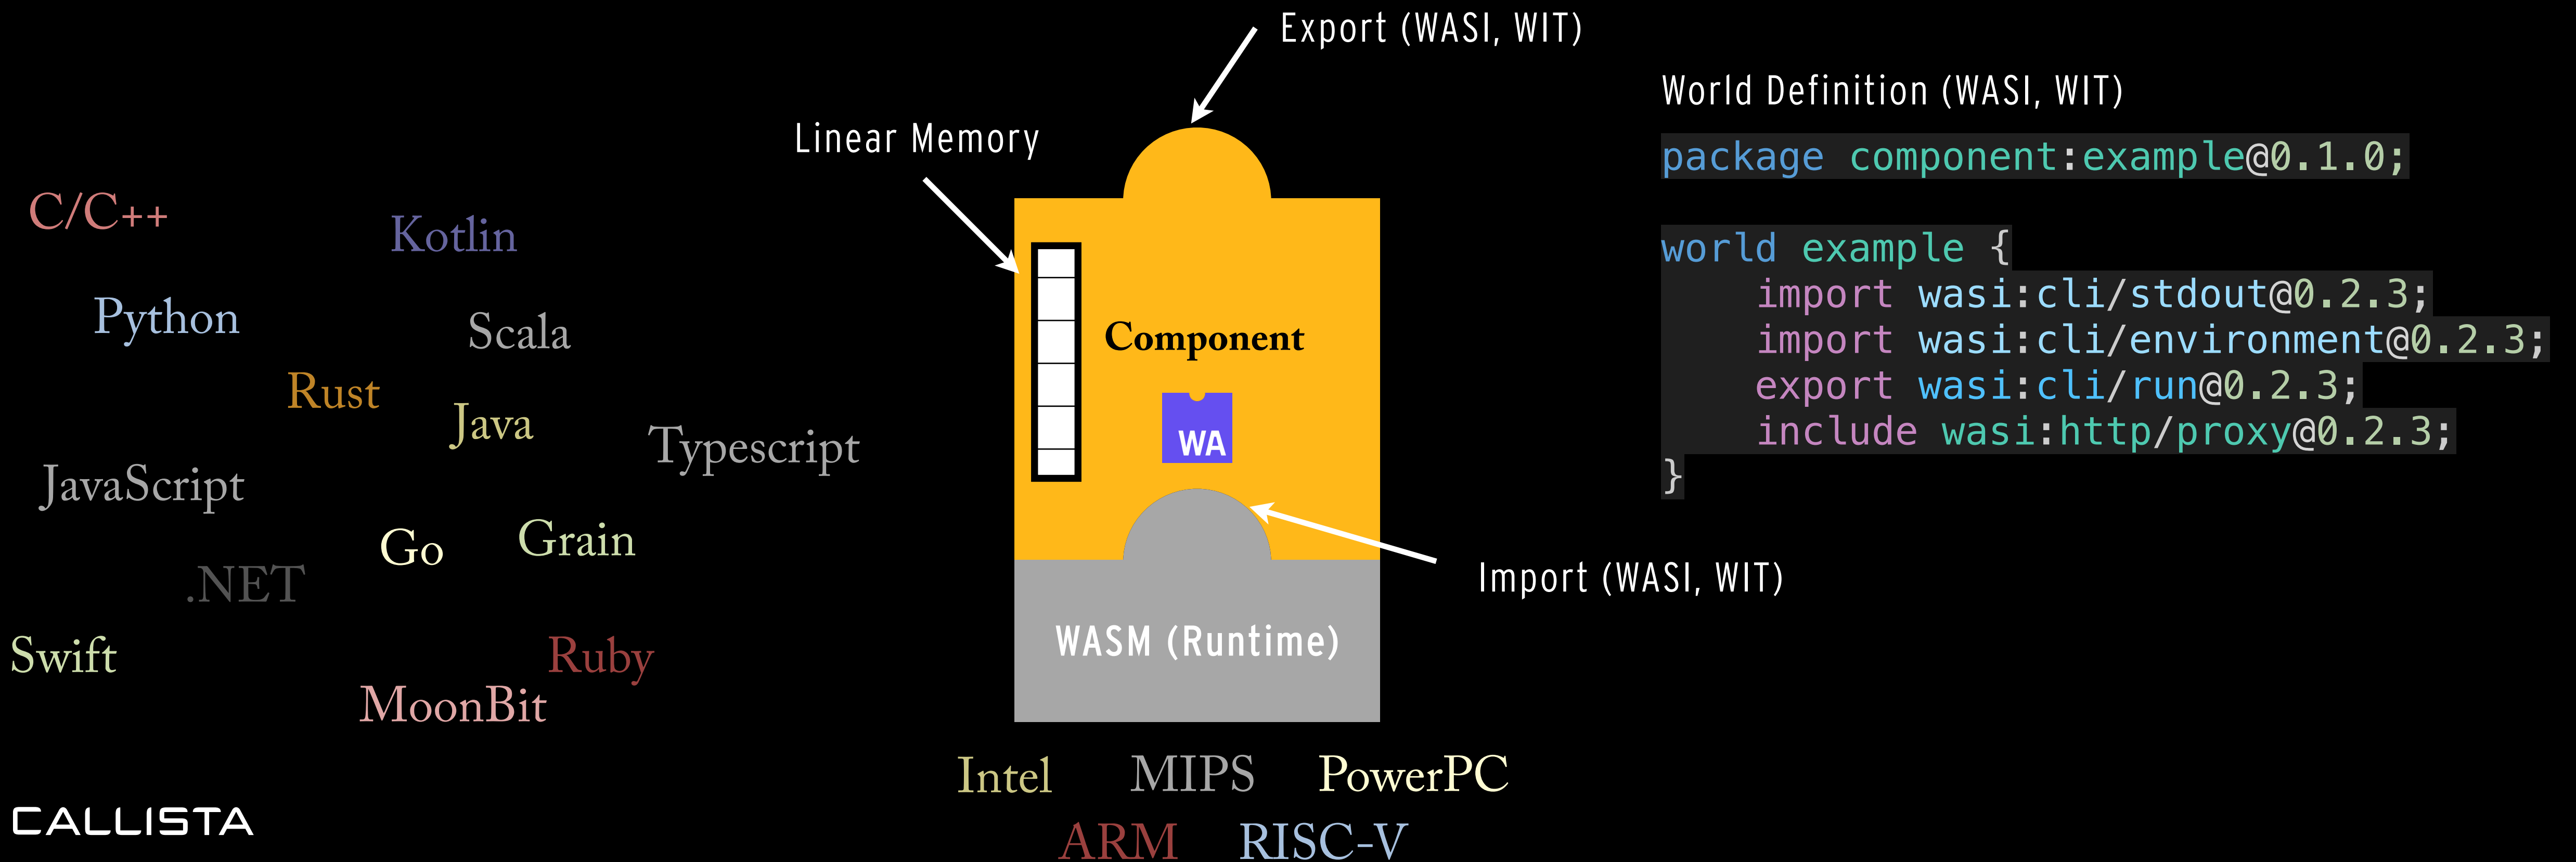 Export (WASI, WIT)
World Definition (WASI, WIT)
Linear Memory
package component:example@0.1.0;
world example {
    import wasi:cli/stdout@0.2.3;
    import wasi:cli/environment@0.2.3;
    export wasi:cli/run@0.2.3;
    include wasi:http/proxy@0.2.3;
}
C/C++
Kotlin
Python
Scala
Rust
Java
Typescript
JavaScript
Go
Grain
.NET
Swift
Ruby
MoonBit
Component
WA
Import (WASI, WIT)
WASM (Runtime)
Intel
MIPS
PowerPC
ARM
RISC-V
CALLISTA